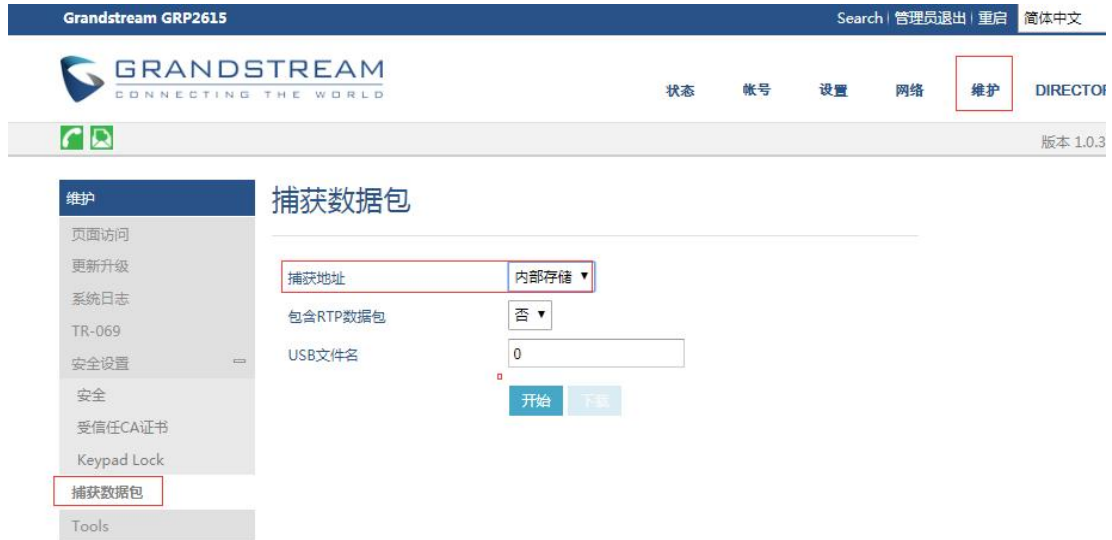 Grandstream GRP2615
Search | 管理员退出 | 重启 简体中文
GRANDSTREAM
CONNECTING THE WORLD
状态 帐号 设置 网络 维护 DIRECTOR
版本 1.0.3
维护
页面访问
更新升级
系统日志
TR-069
安全设置
安全
受信任CA证书
Keypad Lock
捕获数据包
Tools
捕获数据包
捕获地址 内部存储
包含RTP数据包 否
USB文件名 0
开始 下载